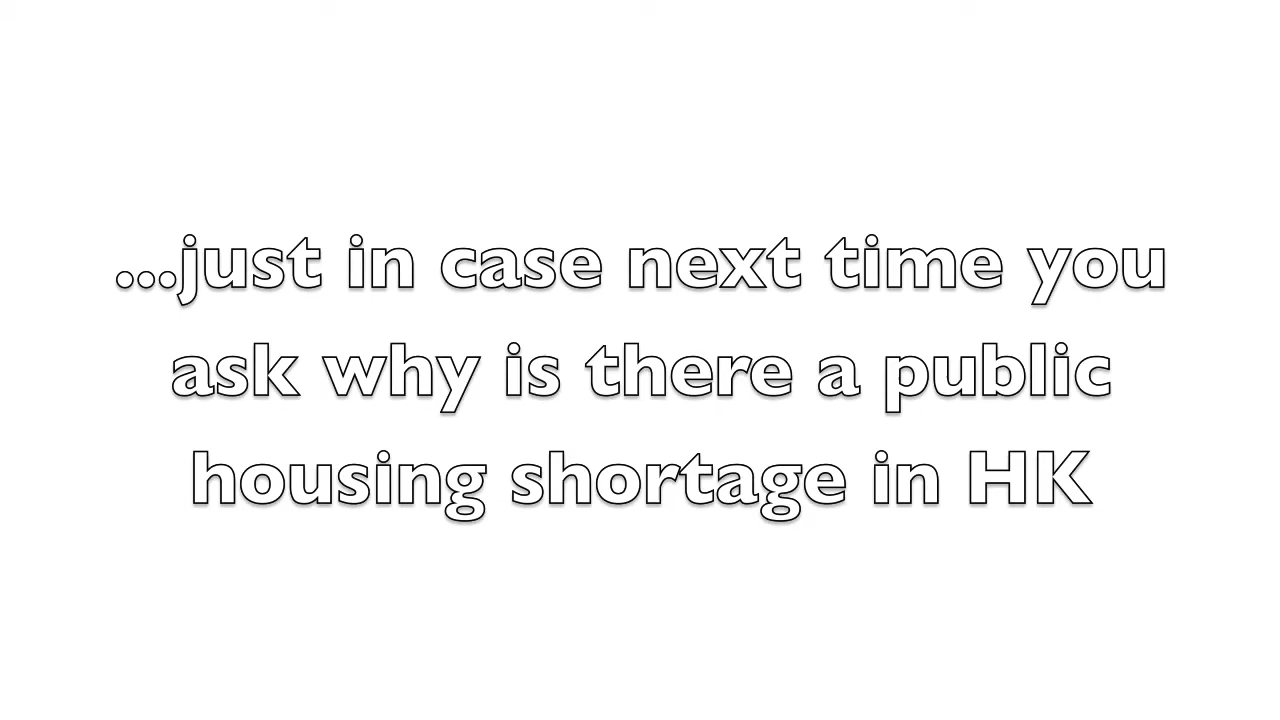 ...just in case next time you
ask why is there a public
housing shortage in HK